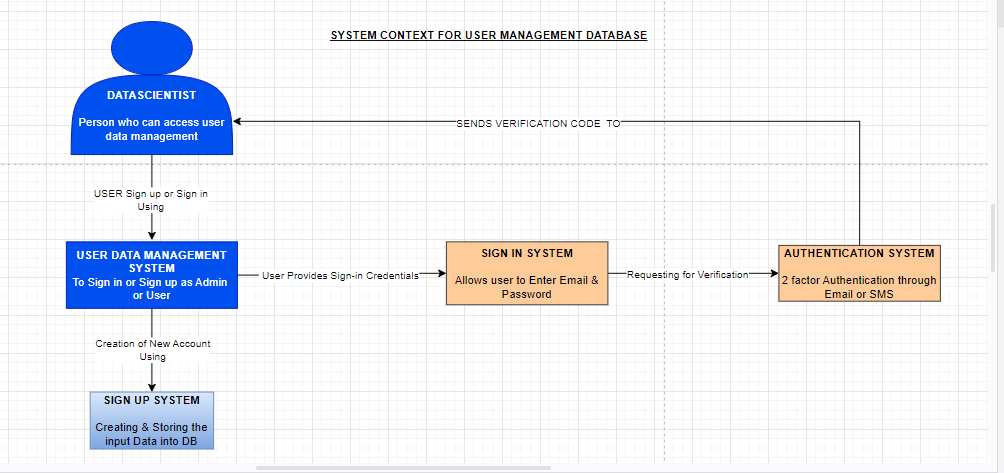 SYSTEM CONTEXT FOR USER MANAGEMENT DATABASE
DATASCIENTIST
Person who can access user
data management
SENDS VERIFICATION CODE TO
USER Sign up or Sign in
Using
USER DATA MANAGEMENT
SYSTEM
To Sign in or Sign up as Admin
or User
User Provides Sign-in Credentials
SIGN IN SYSTEM
Allows user to Enter Email &
Password
Requesting for Verification
AUTHENTICATION SYSTEM
2 factor Authentication through
Email or SMS
Creation of New Account
Using
SIGN UP SYSTEM
Creating & Storing the
input Data into DB